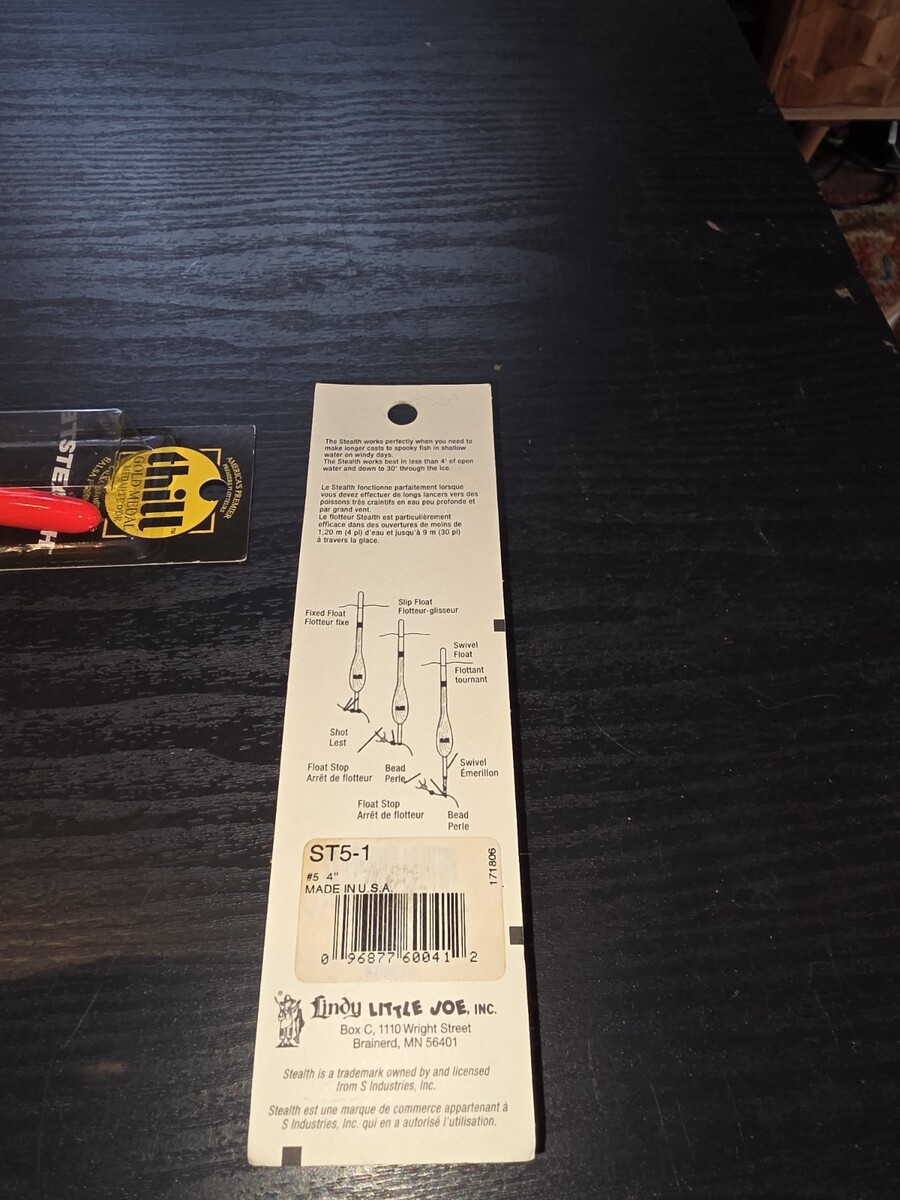 The Stealth works perfectly when you need to
make longer casts to spooky fish in shallow
water on windy days.
The Stealth works best in less than 4' of open
water and down to 30' through the ice.
Le Stealth fonctionne parfaitement lorsque
vous devez effectuer de longs lancers vers des
poissons très craintifs en eau peu profonde et
par grand vent.
Le flotteur Stealth est particulièrement
efficace dans des ouvertures de moins de
1,20 m (4 pi) d'eau et jusqu'à 9 m (30 pi)
à travers la glace.
Fixed Float
Flotteur fixe
Slip Float
Flotteur-glisseur
Swivel
Float
Flottant
tournant
Shot
Lest
Float Stop
Arrêt de flotteur
Bead
Perle
Swivel
Émerillon
Float Stop
Arrêt de flotteur
Bead
Perle
ST5-1
#5 4"
MADE IN U.S.A.
171806
0 96877 60041 2
Lindy LITTLE JOE, INC.
Box C, 1110 Wright Street
Brainerd, MN 56401
Stealth is a trademark owned by and licensed
from S Industries, Inc.
Stealth est une marque de commerce appartenant à
S Industries, Inc. qui en a autorisé l'utilisation.
thill
GOLD MEDAL
AMERICA'S PREMIER